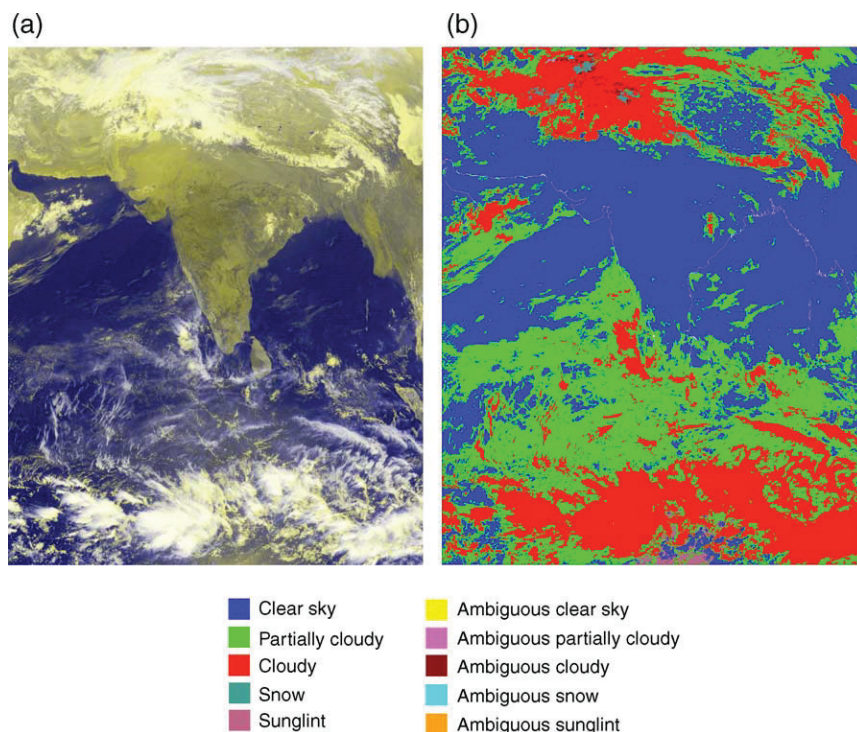 (a)
(b)
Clear sky
Partially cloudy
Cloudy
Snow
Sunglint
Ambiguous clear sky
Ambiguous partially cloudy
Ambiguous cloudy
Ambiguous snow
Ambiguous sunglint